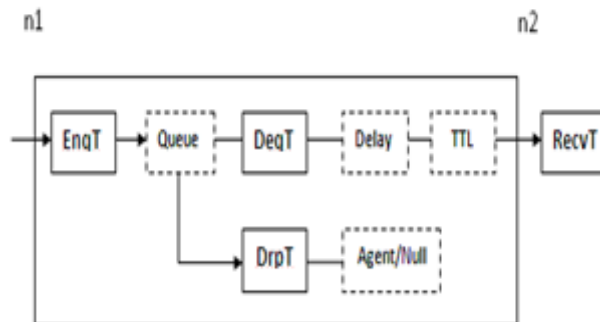 n1
n2
EnqT
Queue
DeqT
Delay
TTL
RecvT
DrpT
Agent/Null